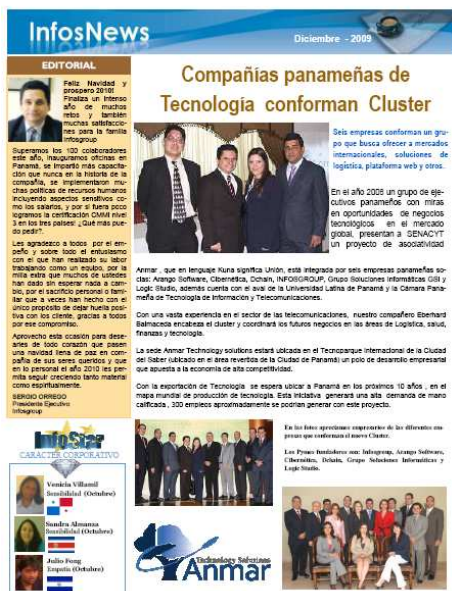 InfosNews
Diciembre - 2009
EDITORIAL
Feliz Navidad y
prospero 2010!
Finaliza un intenso
año de muchos
retos y también
muchas satisfaccio-
nes para la familia
Infosgroup
Superamos los 100 colaboradores
este año, inauguramos oficinas en
Panamá, se impartió más capacita-
ción que nunca en la historia de la
compañía, se implementaron mu-
chas políticas de recursos humanos
incluyendo aspectos sensitivos co-
mo los salarios, y por si fuera poco
logramos la certificación CMMI nivel
3 en los tres países! ¿Qué más pue-
do pedir?.
Les agradezco a todos por el em-
peño y sobre todo el entusiasmo
con el que han realizado su labor
trabajando como un equipo, por la
milla extra que muchos de ustedes
han dado sin esperar nada a cam-
bio, por el sacrificio personal o fami-
liar que a veces han hecho con el
único propósito de dejar huella posi-
tiva con los cliente, gracias a todos
por ese compromiso.
Aprovecho esta ocasión para dese-
arles de todo corazón que pasen
una navidad llena de paz en com-
pañía de sus seres queridos y que
en lo personal el año 2010 les per-
mita seguir creciendo tanto material
como espiritualmente.
SERGIO ORREGO
Presidente Ejecutivo
Infosgroup
InfoStar
CARÁCTER CORPORATIVO
Venicia Villamil
Sensibilidad (Octubre)
Sandra Almanza
Sensibilidad (Octubre)
Julio Fong
Empatía (Octubre)
Compañías panameñas de
Tecnología conforman Cluster
Seis empresas conforman un gru-
po que busca ofrecer a mercados
internacionales, soluciones de
logística, plataforma web y otros.
En el año 2008 un grupo de eje-
cutivos panameños con miras
en oportunidades de negocios
tecnológicos en el mercado
global, presentan a SENACYT
un proyecto de asociatividad
Anmar , que en lenguaje Kuna significa Unión, está integrada por seis empresas panameñas so-
cias: Arango Software, Cibernética, Dchain, INFOSGROUP, Grupo Soluciones Informáticas GSI y
Logic Studio, además cuenta con el aval de la Universidad Latina de Panamá y la Cámara Pana-
meña de Tecnología de Información y Telecomunicaciones.
Con una vasta experiencia en el sector de las telecomunicaciones, nuestro compañero Eberhard
Balmaceda encabeza el cluster y coordinará los futuros negocios en las áreas de Logística, salud,
finanzas y tecnología.
La sede Anmar Technology solutions estará ubicada en el Tecnoparque Internacional de la Ciudad
del Saber (ubicado en el área revertida de la Ciudad de Panamá) un polo de desarrollo empresarial
que apuesta a la economía de alta competitividad.
Con la exportación de Tecnología se espera ubicar a Panamá en los próximos 10 años , en el
mapa mundial de producción de tecnología. Esta iniciativa generará una alta demanda de mano
calificada , 300 empleos aproximadamente se podrían generar con este proyecto.
En las fotos apreciamos empresarios de las diferentes em-
presas que conforman el nuevo Cluster.
Las Pymes fundadoras son: Infosgroup, Arango Software,
Cibernética, Dchain, Grupo Soluciones Informáticas y
Logic Studio.
Technology Solutions
Anmar